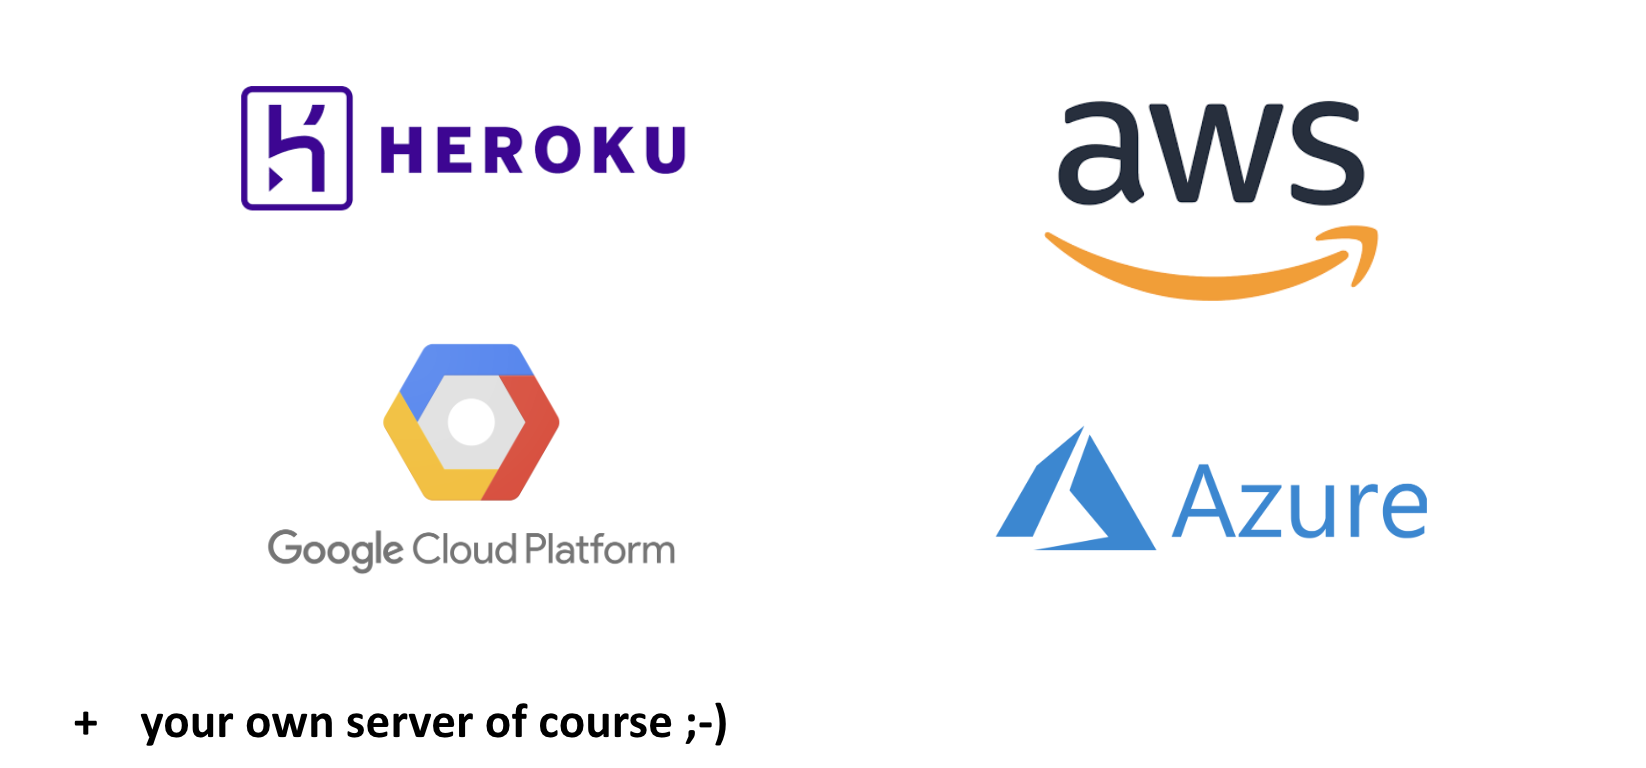 HEROKU
aws
Google Cloud Platform
Azure
+ your own server of course ;-)